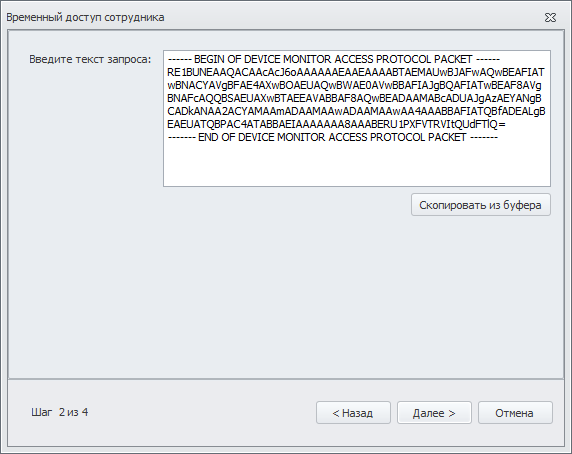 Временный доступ сотрудника
Введите текст запроса:
------ BEGIN OF DEVICE MONITOR ACCESS PROTOCOL PACKET ------
RE1BUNEAAQACAAcAcJ6oAAAAAAEAAEAAAABTAEMAUwBJAFwAQwBEAFIAT
wBNACYAVgBFAE4AXwBOAEUAQwBWAE0AVwBBAFIAJgBQAFIATwBEAF8AVg
BNAFcAQQBSAEUAXwBTAEEAVABBAF8AQwBEADAAMABcADUAJgAzAEYANgB
CADkANAA2ACYAMAAmADAAMAAwADAAMAAwAA4AAABBAFIATQBfADEALgB
EAEUATQBPAC4ATABBAEIAAAAAAA8AAABERU1PXFVTRVItQUdFTlQ=
------- END OF DEVICE MONITOR ACCESS PROTOCOL PACKET -------
Скопировать из буфера
Шаг 2 из 4
< Назад
Далее >
Отмена